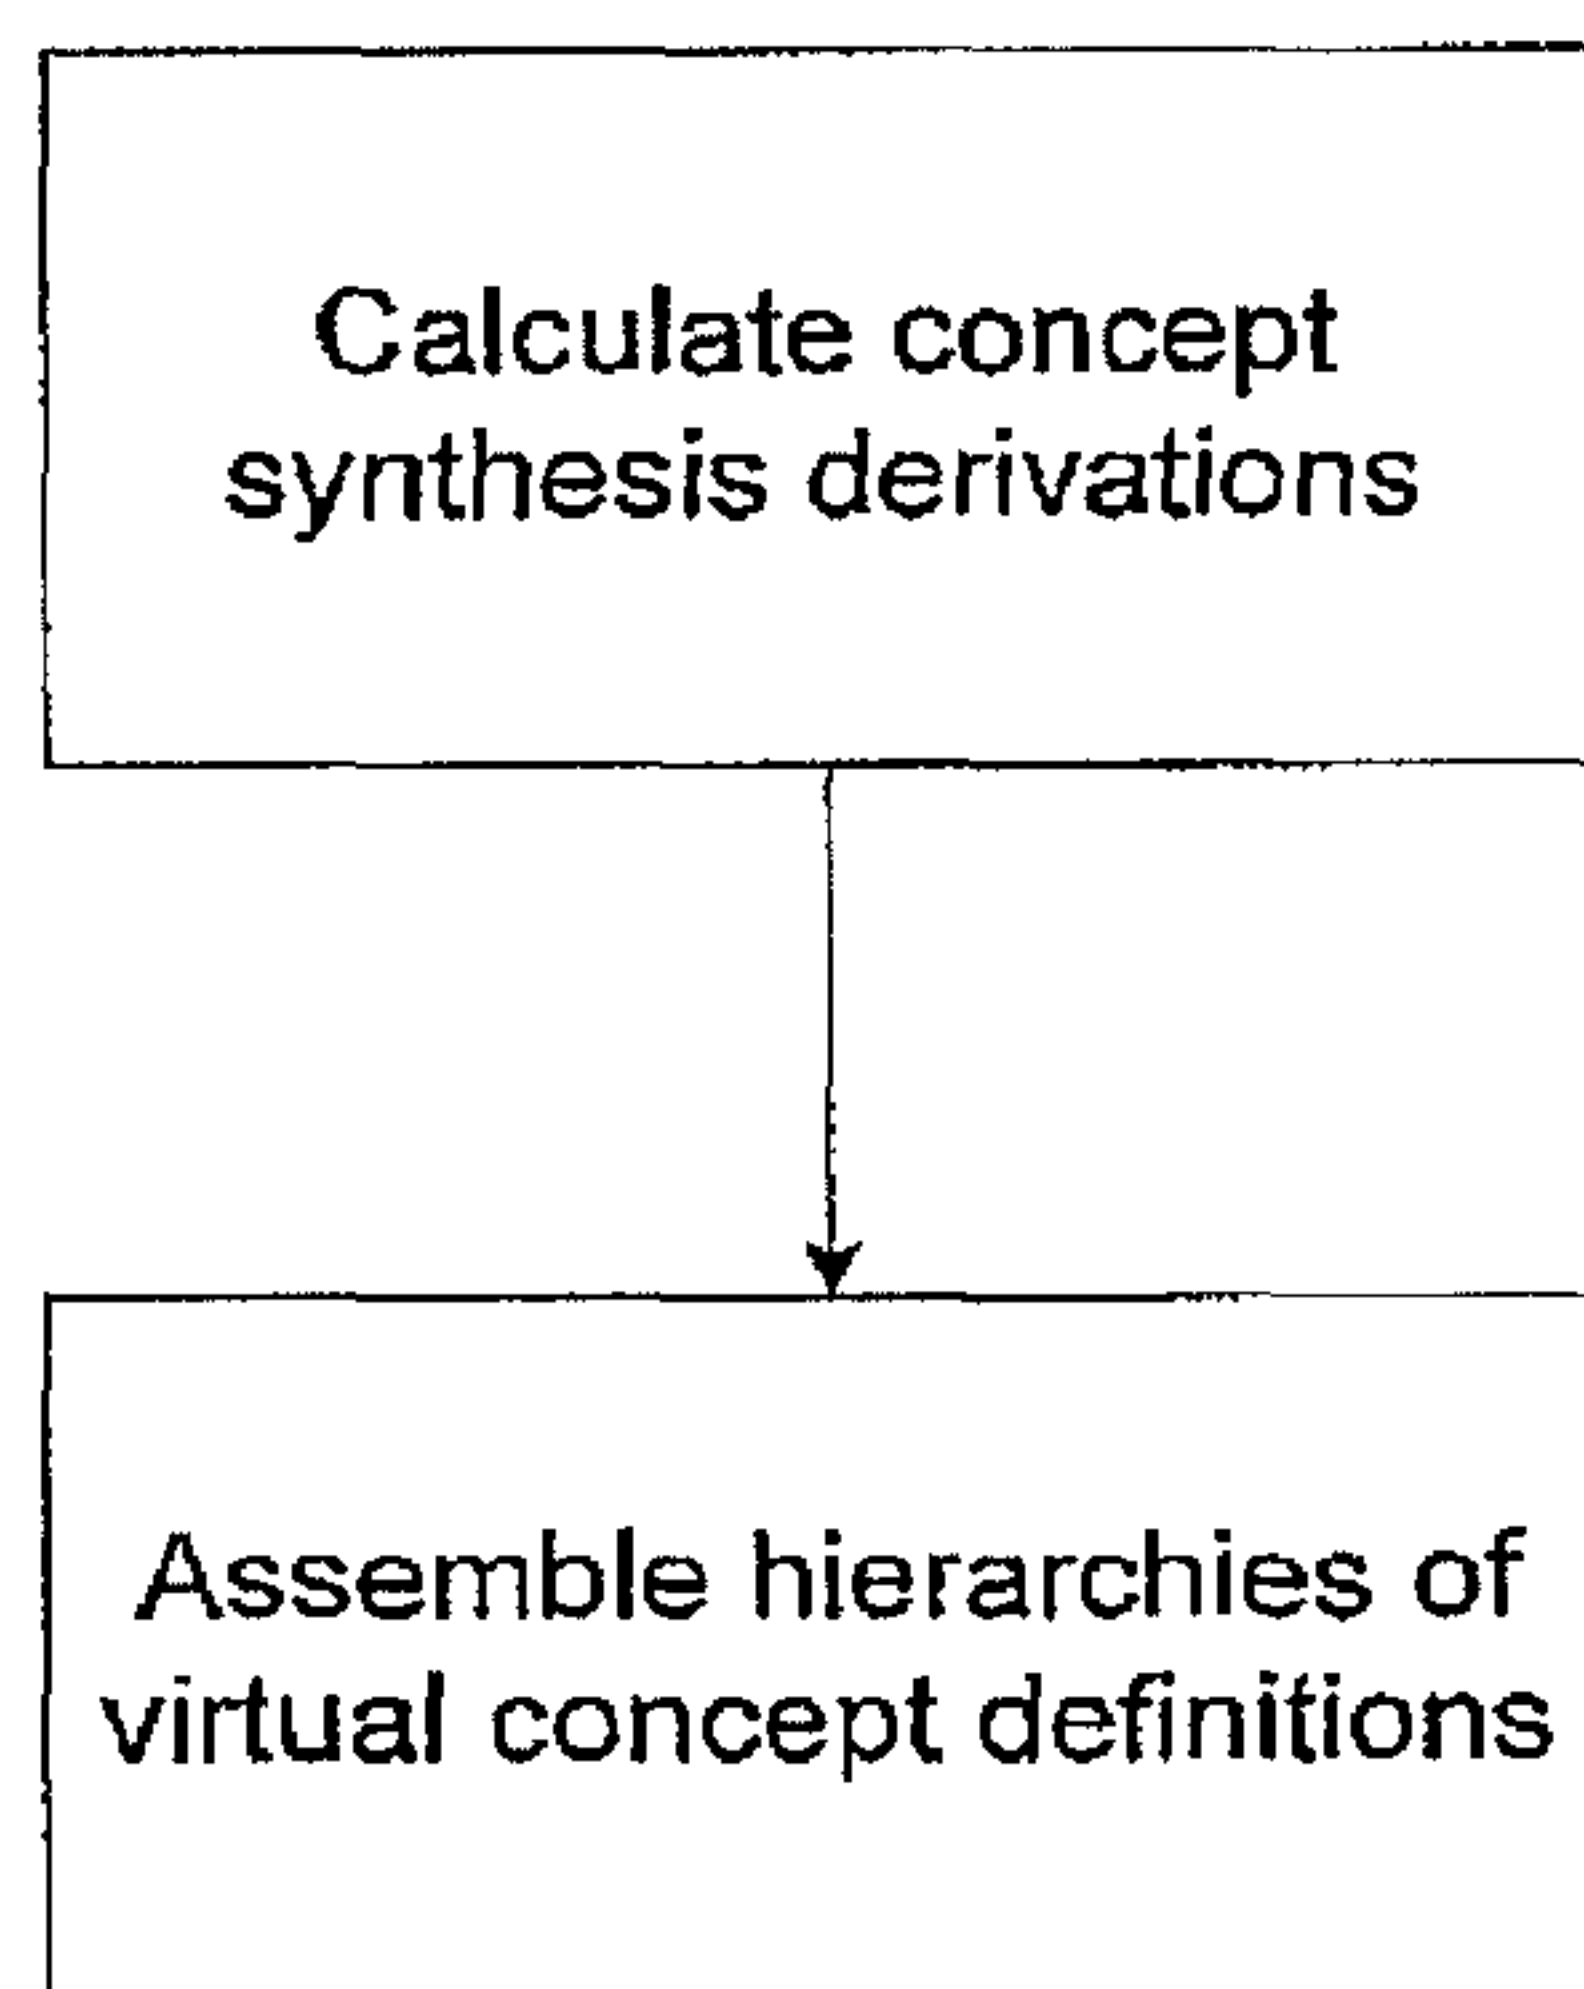 Calculate concept
synthesis derivations
Assemble hierarchies of
virtual concept definitions